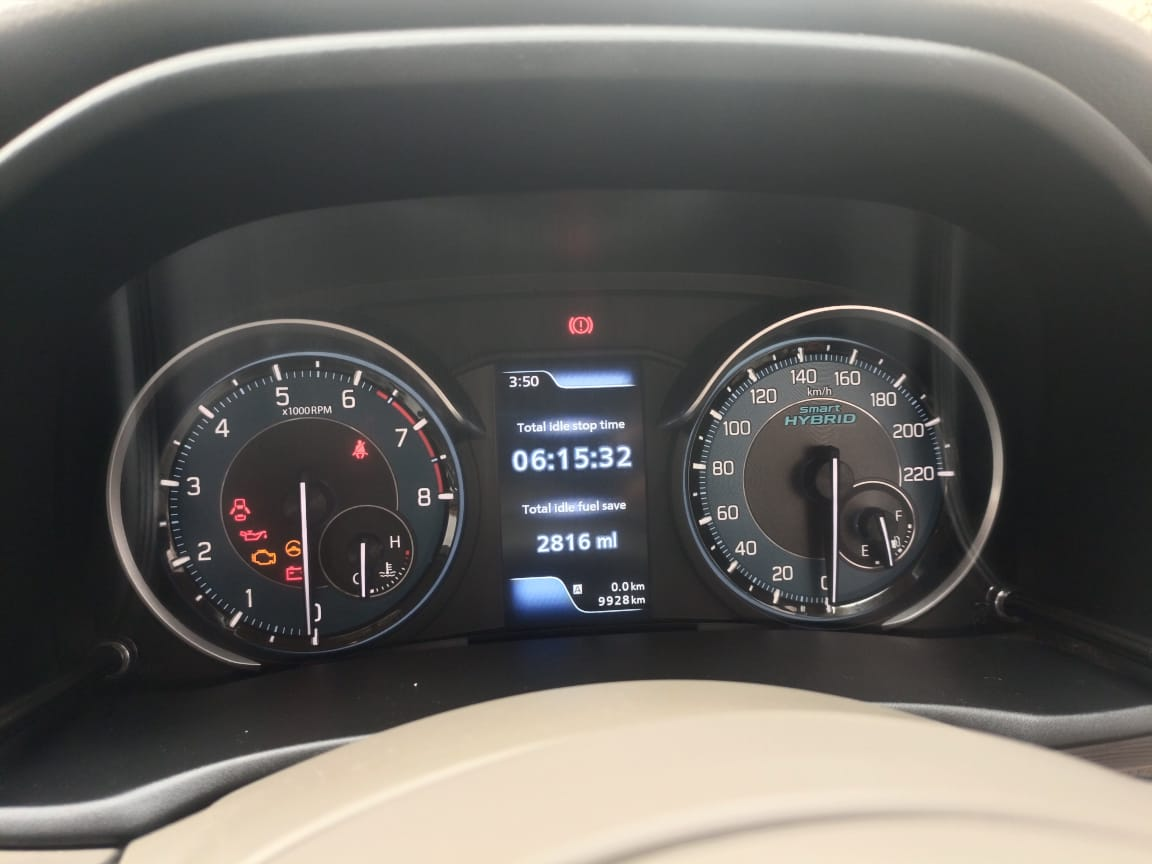 3:50
Total idle stop time
06:15:32
Total idle fuel save
2816 ml
A 0.0 km
9928 km
0
1
2
3
4
5
6
7
8
x1000RPM
C
H
0
20
40
60
80
100
120
140
160
180
200
220
km/h
smart
HYBRID
E
F